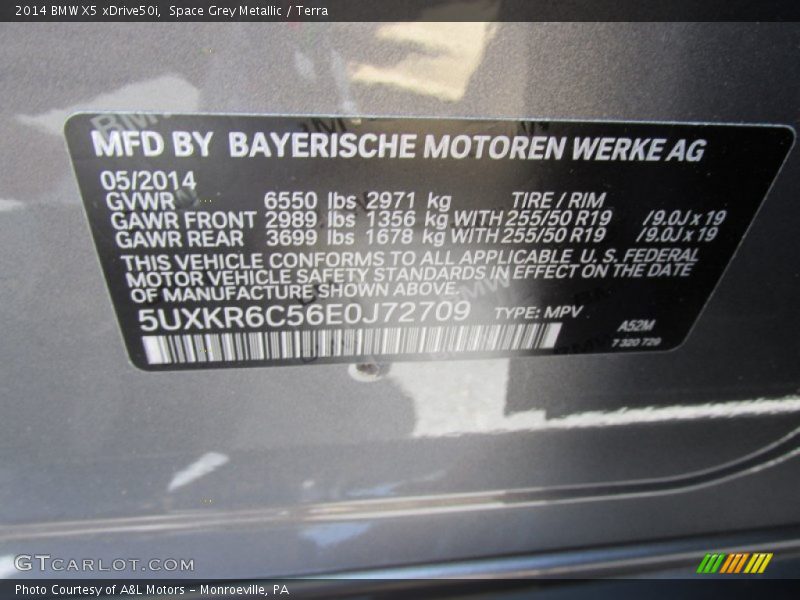 2014 BMW X5 xDrive50i, Space Grey Metallic / Terra
MFD BY BAYERISCHE MOTOREN WERKE AG
05/2014
GVWR 6550 lbs 2971 kg TIRE / RIM
GAWR FRONT 2989 lbs 1356 kg WITH 255/50 R19 /9.0J x 19
GAWR REAR 3699 lbs 1678 kg WITH 255/50 R19 /9.0J x 19
THIS VEHICLE CONFORMS TO ALL APPLICABLE U.S. FEDERAL
MOTOR VEHICLE SAFETY STANDARDS IN EFFECT ON THE DATE
OF MANUFACTURE SHOWN ABOVE.
5UXKR6C56E0J72709 TYPE: MPV
A52M
7 320 729
GTCARLOT.COM
Photo Courtesy of A&L Motors – Monroeville, PA